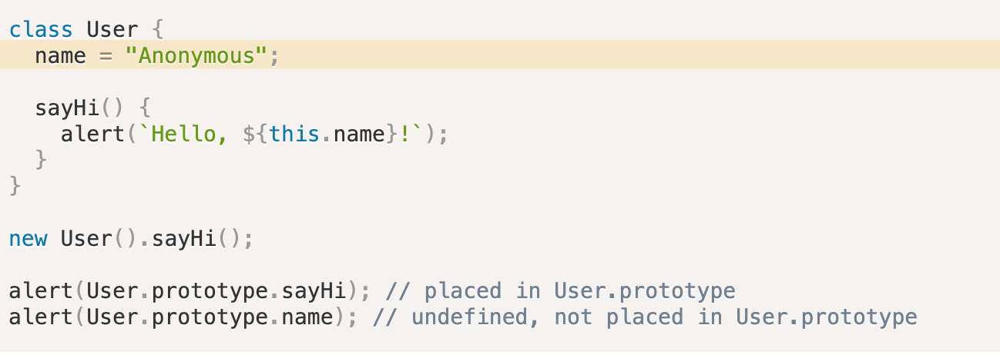 class User {
  name = "Anonymous";

  sayHi() {
    alert(`Hello, ${this.name}!`);
  }
}

new User().sayHi();

alert(User.prototype.sayHi); // placed in User.prototype
alert(User.prototype.name); // undefined, not placed in User.prototype